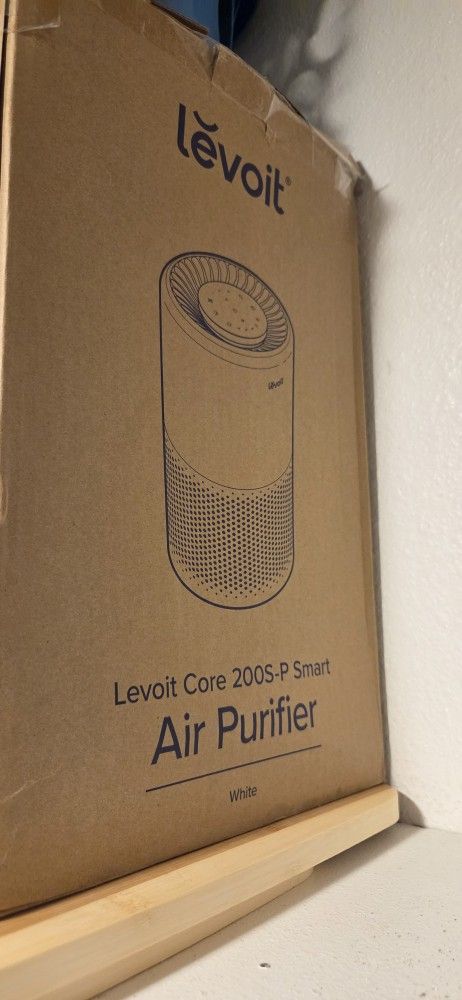 levoit®
levoit
Levoit Core 200S-P Smart
Air Purifier
White